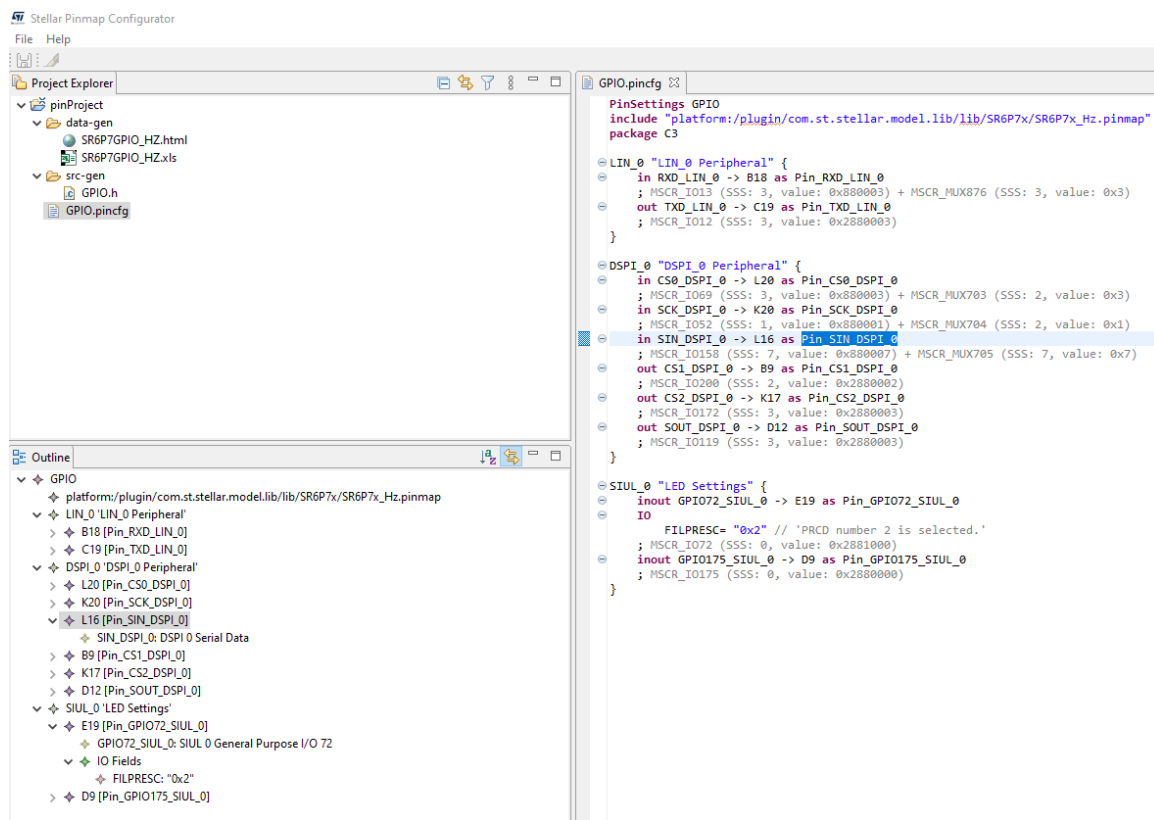 Stellar Pinmap Configurator
File Help
Project Explorer
pinProject
data-gen
SR6P7GPIO_HZ.html
SR6P7GPIO_HZ.xls
src-gen
GPIO.h
GPIO.pincfg
Outline
GPIO
platform:/plugin/com.st.stellar.model.lib/lib/SR6P7x/SR6P7x_Hz.pinmap
LIN_0 'LIN_0 Peripheral'
B18 [Pin_RXD_LIN_0]
C19 [Pin_TXD_LIN_0]
DSPI_0 'DSPI_0 Peripheral'
L20 [Pin_CS0_DSPI_0]
K20 [Pin_SCK_DSPI_0]
L16 [Pin_SIN_DSPI_0]
SIN_DSPI_0: DSPI 0 Serial Data
B9 [Pin_CS1_DSPI_0]
K17 [Pin_CS2_DSPI_0]
D12 [Pin_SOUT_DSPI_0]
SIUL_0 'LED Settings'
E19 [Pin_GPIO72_SIUL_0]
GPIO72_SIUL_0: SIUL 0 General Purpose I/O 72
IO Fields
FILPRESC: "0x2"
D9 [Pin_GPIO175_SIUL_0]
GPIO.pincfg
PinSettings GPIO
include "platform:/plugin/com.st.stellar.model.lib/lib/SR6P7x/SR6P7x_Hz.pinmap"
package C3
LIN_0 "LIN_0 Peripheral" {
in RXD_LIN_0 -> B18 as Pin_RXD_LIN_0
; MSCR_IO13 (SSS: 3, value: 0x880003) + MSCR_MUX876 (SSS: 3, value: 0x3)
out TXD_LIN_0 -> C19 as Pin_TXD_LIN_0
; MSCR_IO12 (SSS: 3, value: 0x2880003)
}
DSPI_0 "DSPI_0 Peripheral" {
in CS0_DSPI_0 -> L20 as Pin_CS0_DSPI_0
; MSCR_IO69 (SSS: 3, value: 0x880003) + MSCR_MUX703 (SSS: 2, value: 0x3)
in SCK_DSPI_0 -> K20 as Pin_SCK_DSPI_0
; MSCR_IO52 (SSS: 1, value: 0x880001) + MSCR_MUX704 (SSS: 2, value: 0x1)
in SIN_DSPI_0 -> L16 as Pin_SIN_DSPI_0
; MSCR_IO158 (SSS: 7, value: 0x880007) + MSCR_MUX705 (SSS: 7, value: 0x7)
out CS1_DSPI_0 -> B9 as Pin_CS1_DSPI_0
; MSCR_IO200 (SSS: 2, value: 0x2880002)
out CS2_DSPI_0 -> K17 as Pin_CS2_DSPI_0
; MSCR_IO172 (SSS: 3, value: 0x2880003)
out SOUT_DSPI_0 -> D12 as Pin_SOUT_DSPI_0
; MSCR_IO119 (SSS: 3, value: 0x2880003)
}
SIUL_0 "LED Settings" {
inout GPIO72_SIUL_0 -> E19 as Pin_GPIO72_SIUL_0
IO
FILPRESC= "0x2" // 'PRCD number 2 is selected.'
; MSCR_IO72 (SSS: 0, value: 0x2881000)
inout GPIO175_SIUL_0 -> D9 as Pin_GPIO175_SIUL_0
; MSCR_IO175 (SSS: 0, value: 0x2880000)
}